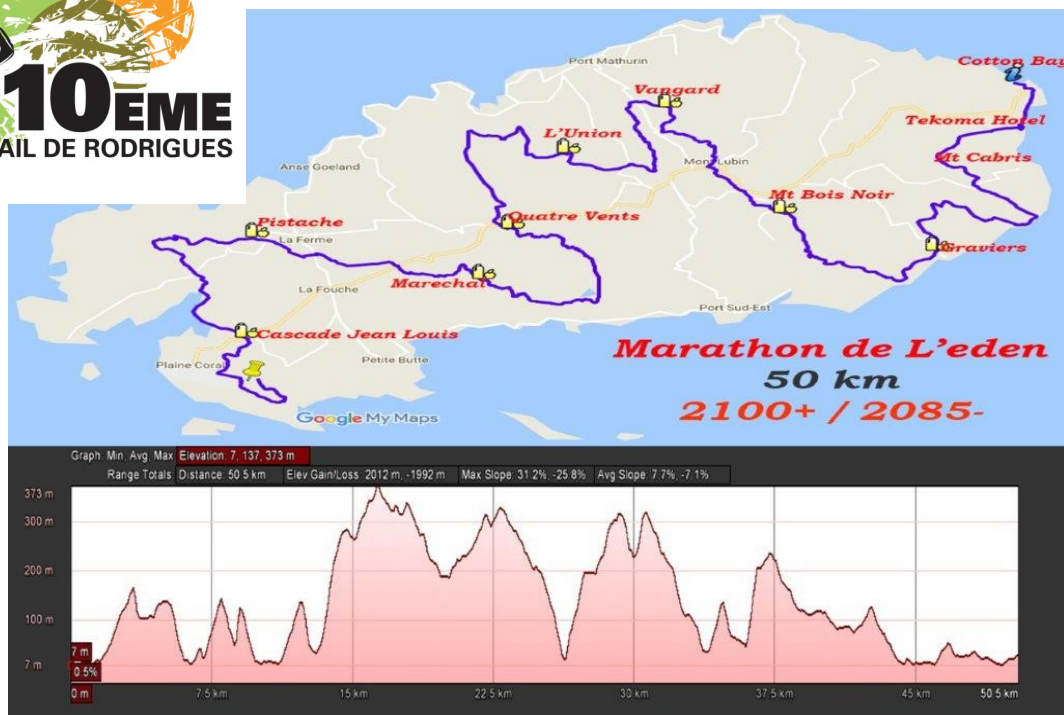 10EME
AIL DE RODRIGUES
Port Mathurin
Cotton Bay
Vangard
Tekoma Hotel
L'Union
Mont Lubin
Mt Cabris
Anse Goeland
Mt Bois Noir
Pistache
Quatre Vents
La Ferme
Graviers
La Fouche
Marechal
Port Sud-Est
Cascade Jean Louis
Plaine Corai
Petite Butte
Google My Maps
Marathon de L'eden
50 km
2100+ / 2085-
Graph: Min, Avg, Max Elevation: 7, 137, 373 m
Range Totals: Distance: 50.5 km Elev Gain/Loss: 2012 m, -1992 m Max Slope: 31.2%, -25.8% Avg Slope: 7.7%, -7.1%
373 m
300 m
200 m
100 m
7 m
7 m
0.5%
0 m
7.5 km
15 km
22.5 km
30 km
37.5 km
45 km
50.5 km